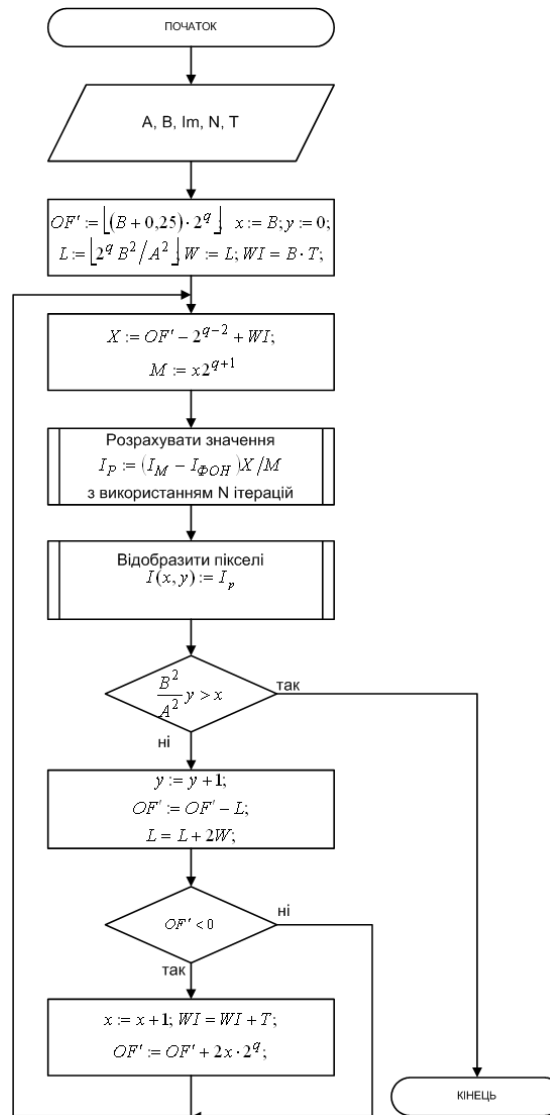 ПОЧАТОК
A, B, Im, N, T
OF' := ⌊(B + 0,25) · 2^q⌋, x := B; y := 0;
L := ⌊2^q B^2 / A^2⌋, W := L; WI = B · T;
X := OF' − 2^{q−2} + WI;
M := x2^{q+1}
Розрахувати значення
I_P := (I_M − I_ФОН)X/M
з використанням N ітерацій
Відобразити пікселі
I(x, y) := I_p
B^2/A^2 y > x
так
ні
y := y + 1;
OF' := OF' − L;
L = L + 2W;
OF' < 0
ні
так
x := x + 1; WI = WI + T;
OF' := OF' + 2x · 2^q;
КІНЕЦЬ